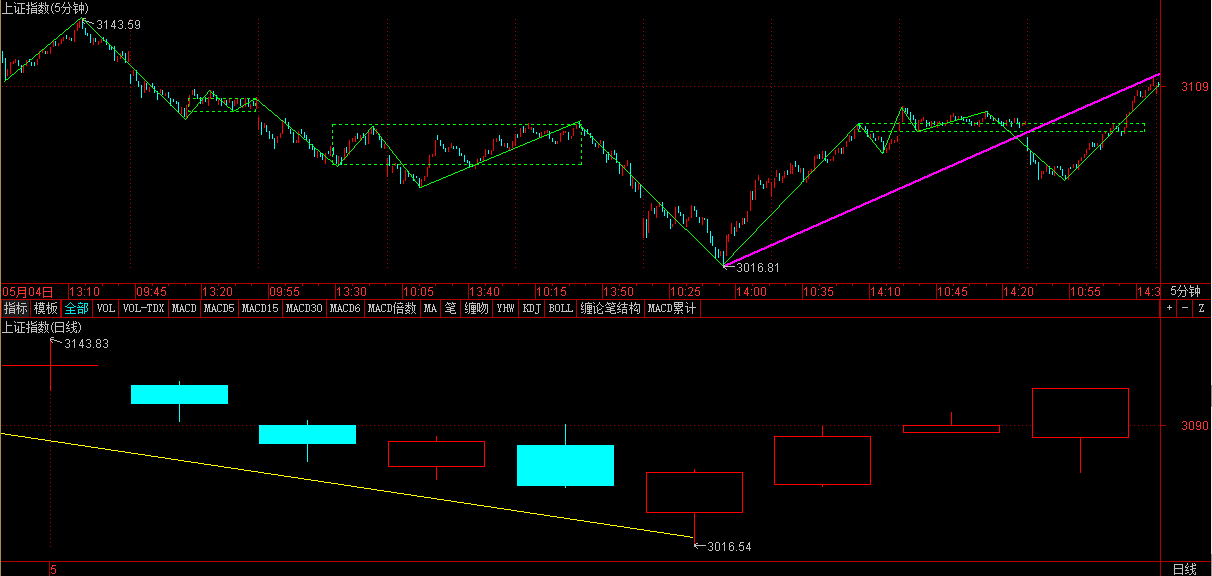 上证指数(5分钟)
3143.59
3109
3016.81
05月04日 13:10 09:45 13:20 09:55 13:30 10:05 13:40 10:15 13:50 10:25 14:00 10:35 14:10 10:45 14:20 10:55 14:3 5分钟
指标 模板 全部 VOL VOL-TDX MACD MACD5 MACD15 MACD30 MACD6 MACD倍数 MA 笔 缠吻 YHW KDJ BOLL 缠论笔结构 MACD累计 + - Z
上证指数(日线)
3143.83
3090
3016.54
5 日线